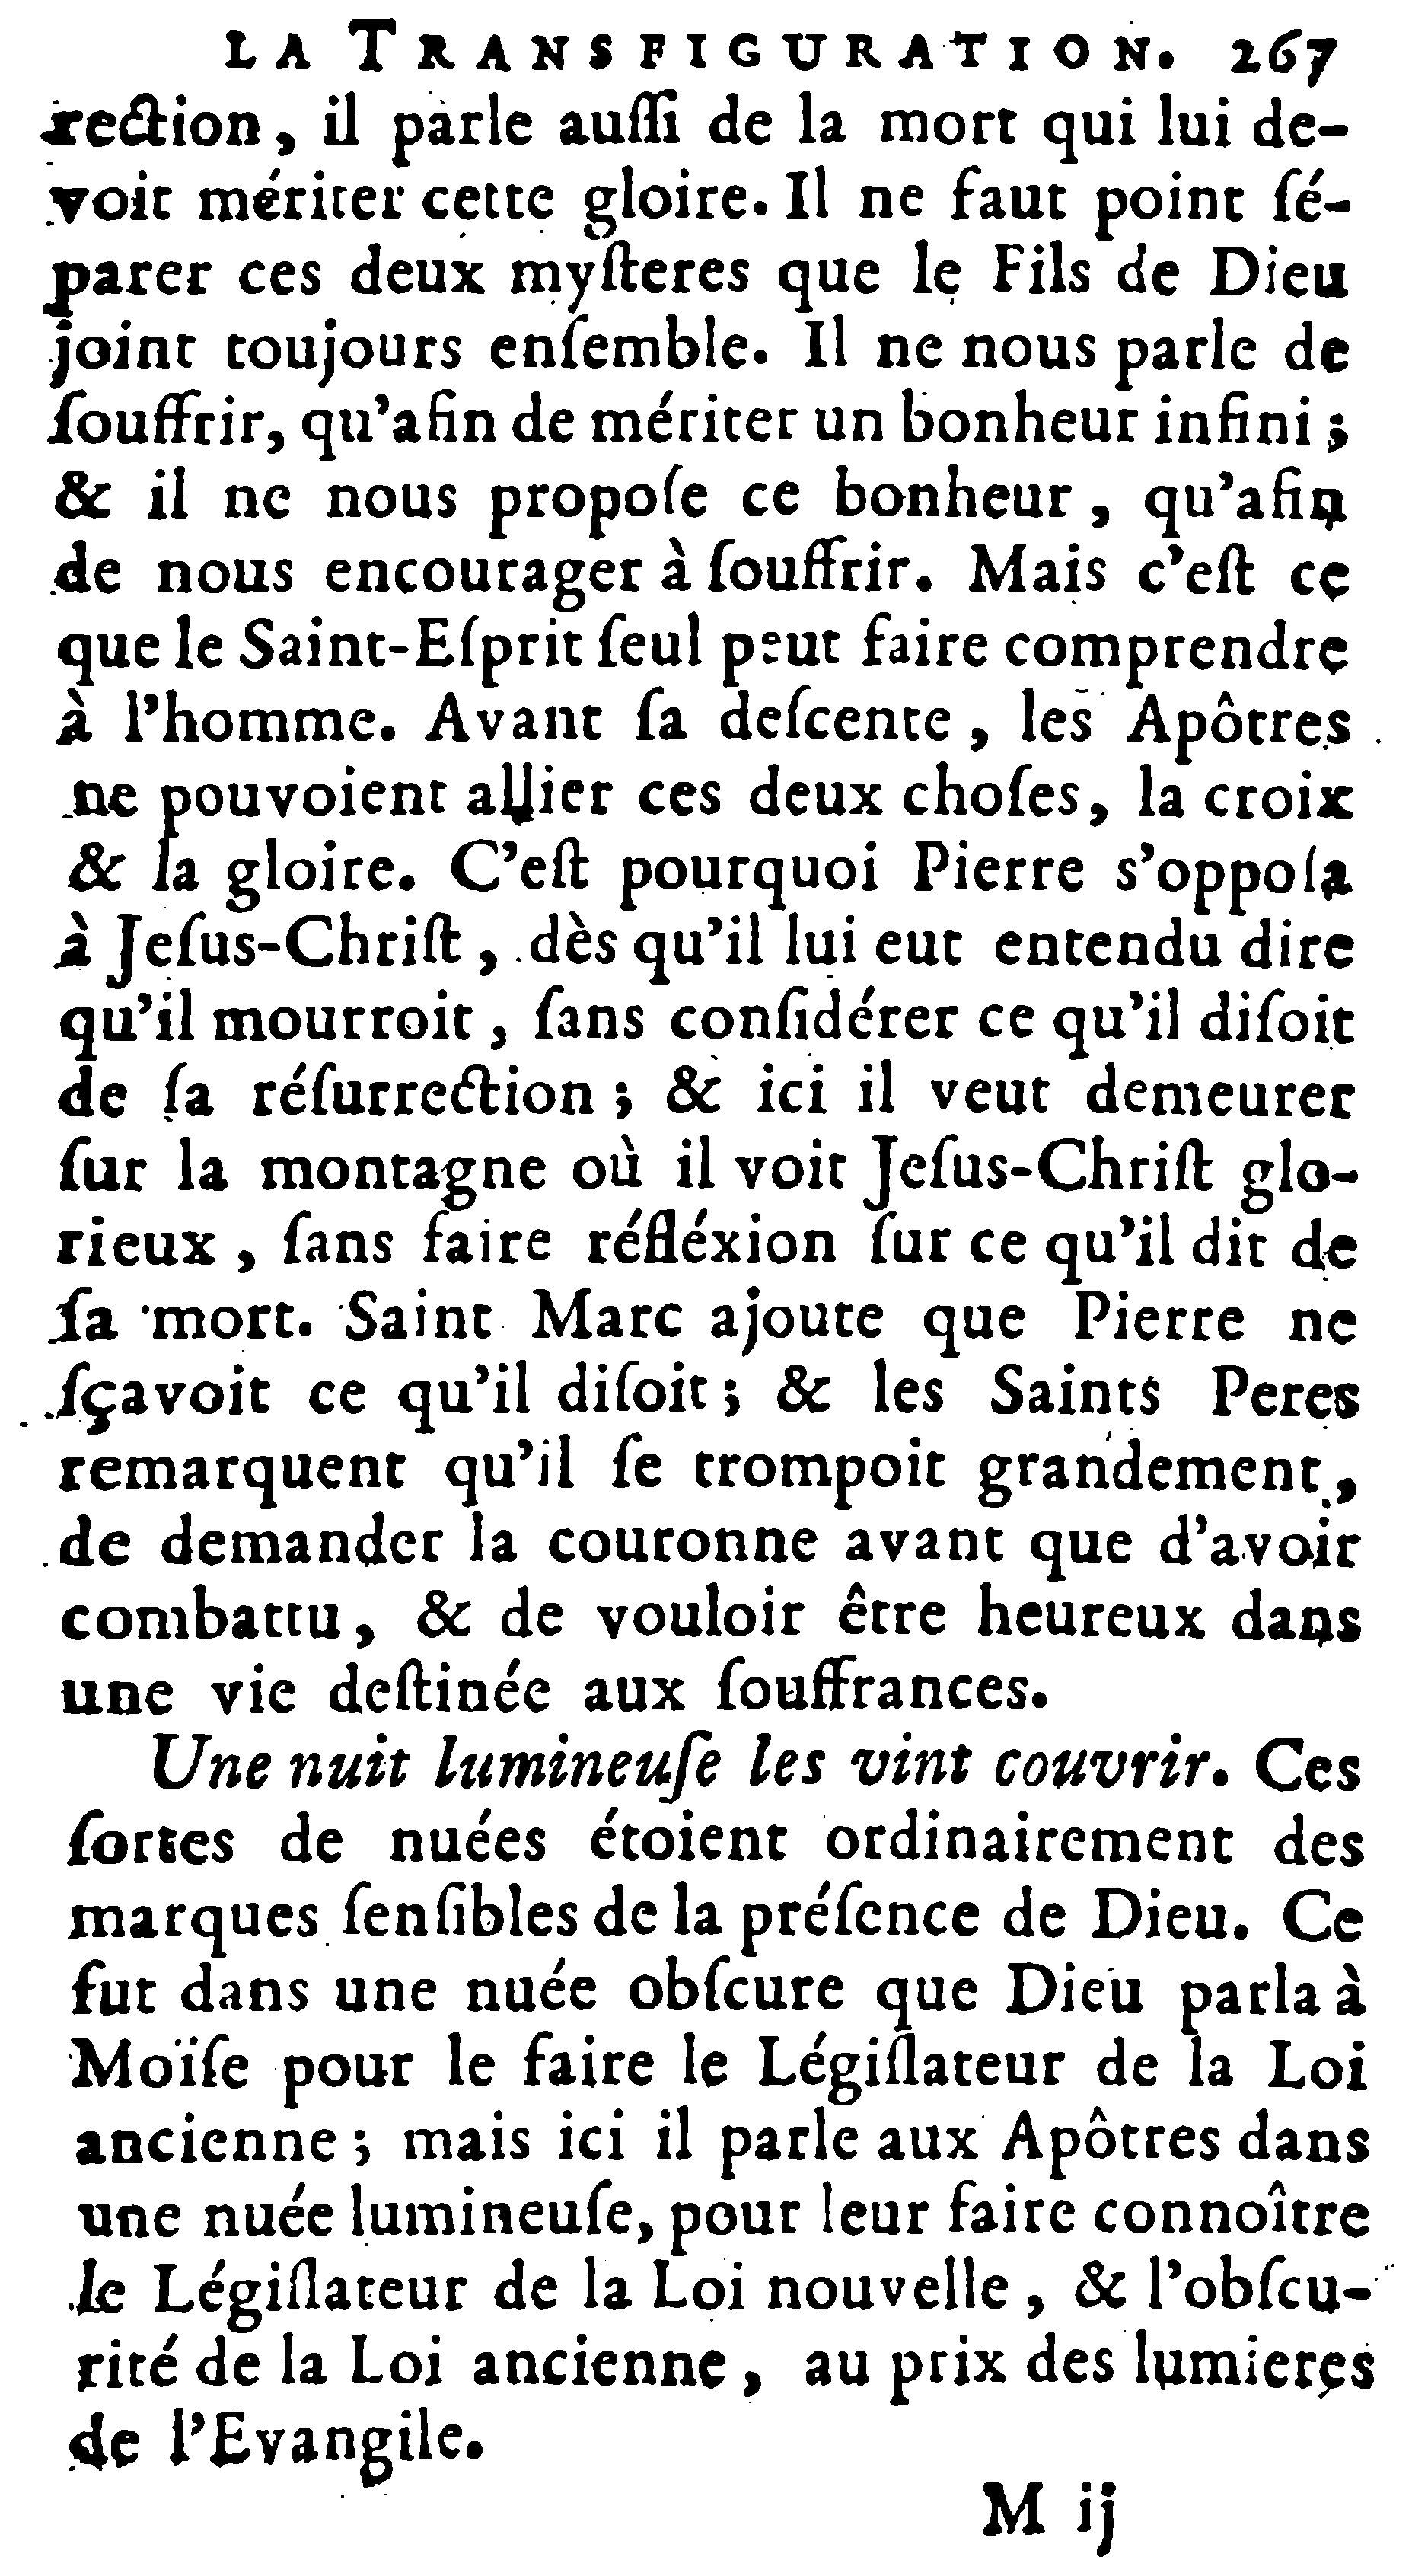 LA TRANSFIGURATION. 267
rection, il parle auſſi de la mort qui lui de-
voit mériter cette gloire. Il ne faut point ſé-
parer ces deux myſteres que le Fils de Dieu
joint toujours enſemble. Il ne nous parle de
ſouffrir, qu'afin de mériter un bonheur infini;
& il ne nous propoſe ce bonheur, qu'afin
de nous encourager à ſouffrir. Mais c'eſt ce
que le Saint-Eſprit ſeul peut faire comprendre
à l'homme. Avant ſa deſcente, les Apôtres
ne pouvoient allier ces deux choſes, la croix
& la gloire. C'eſt pourquoi Pierre s'oppoſa
à Jeſus-Chriſt, dès qu'il lui eut entendu dire
qu'il mourroit, ſans conſidérer ce qu'il diſoit
de ſa réſurrection; & ici il veut demeurer
ſur la montagne où il voit Jeſus-Chriſt glo-
rieux, ſans faire réfléxion ſur ce qu'il dit de
ſa mort. Saint Marc ajoute que Pierre ne
ſçavoit ce qu'il diſoit; & les Saints Peres
remarquent qu'il ſe trompoit grandement,
de demander la couronne avant que d'avoir
combattu, & de vouloir être heureux dans
une vie deſtinée aux ſouffrances.
Une nuit lumineuſe les vint couvrir. Ces
ſortes de nuées étoient ordinairement des
marques ſenſibles de la préſence de Dieu. Ce
fut dans une nuée obſcure que Dieu parla à
Moïſe pour le faire le Légiſlateur de la Loi
ancienne; mais ici il parle aux Apôtres dans
une nuée lumineuſe, pour leur faire connoître
le Légiſlateur de la Loi nouvelle, & l'obſcu-
rité de la Loi ancienne, au prix des lumieres
de l'Evangile.
M ij